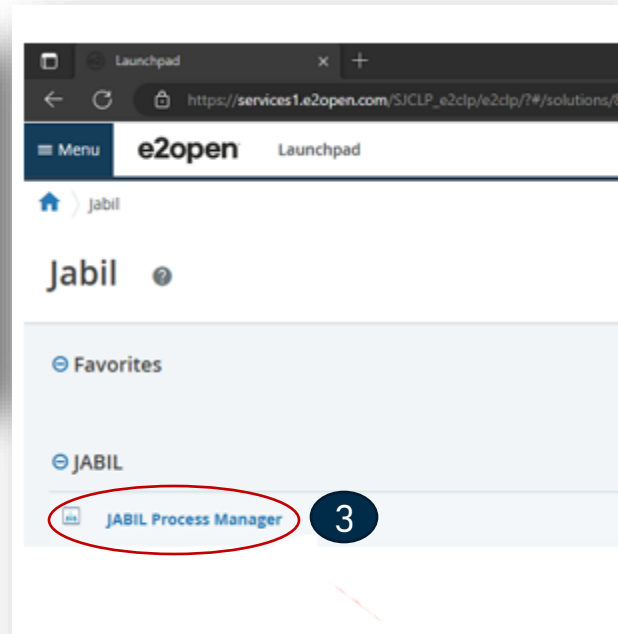 Launchpad
https://services1.e2open.com/SJCLP_e2clp/e2clp/?#/solutions/8
Menu e2open Launchpad
Jabil
Jabil
Favorites
JABIL
JABIL Process Manager 3